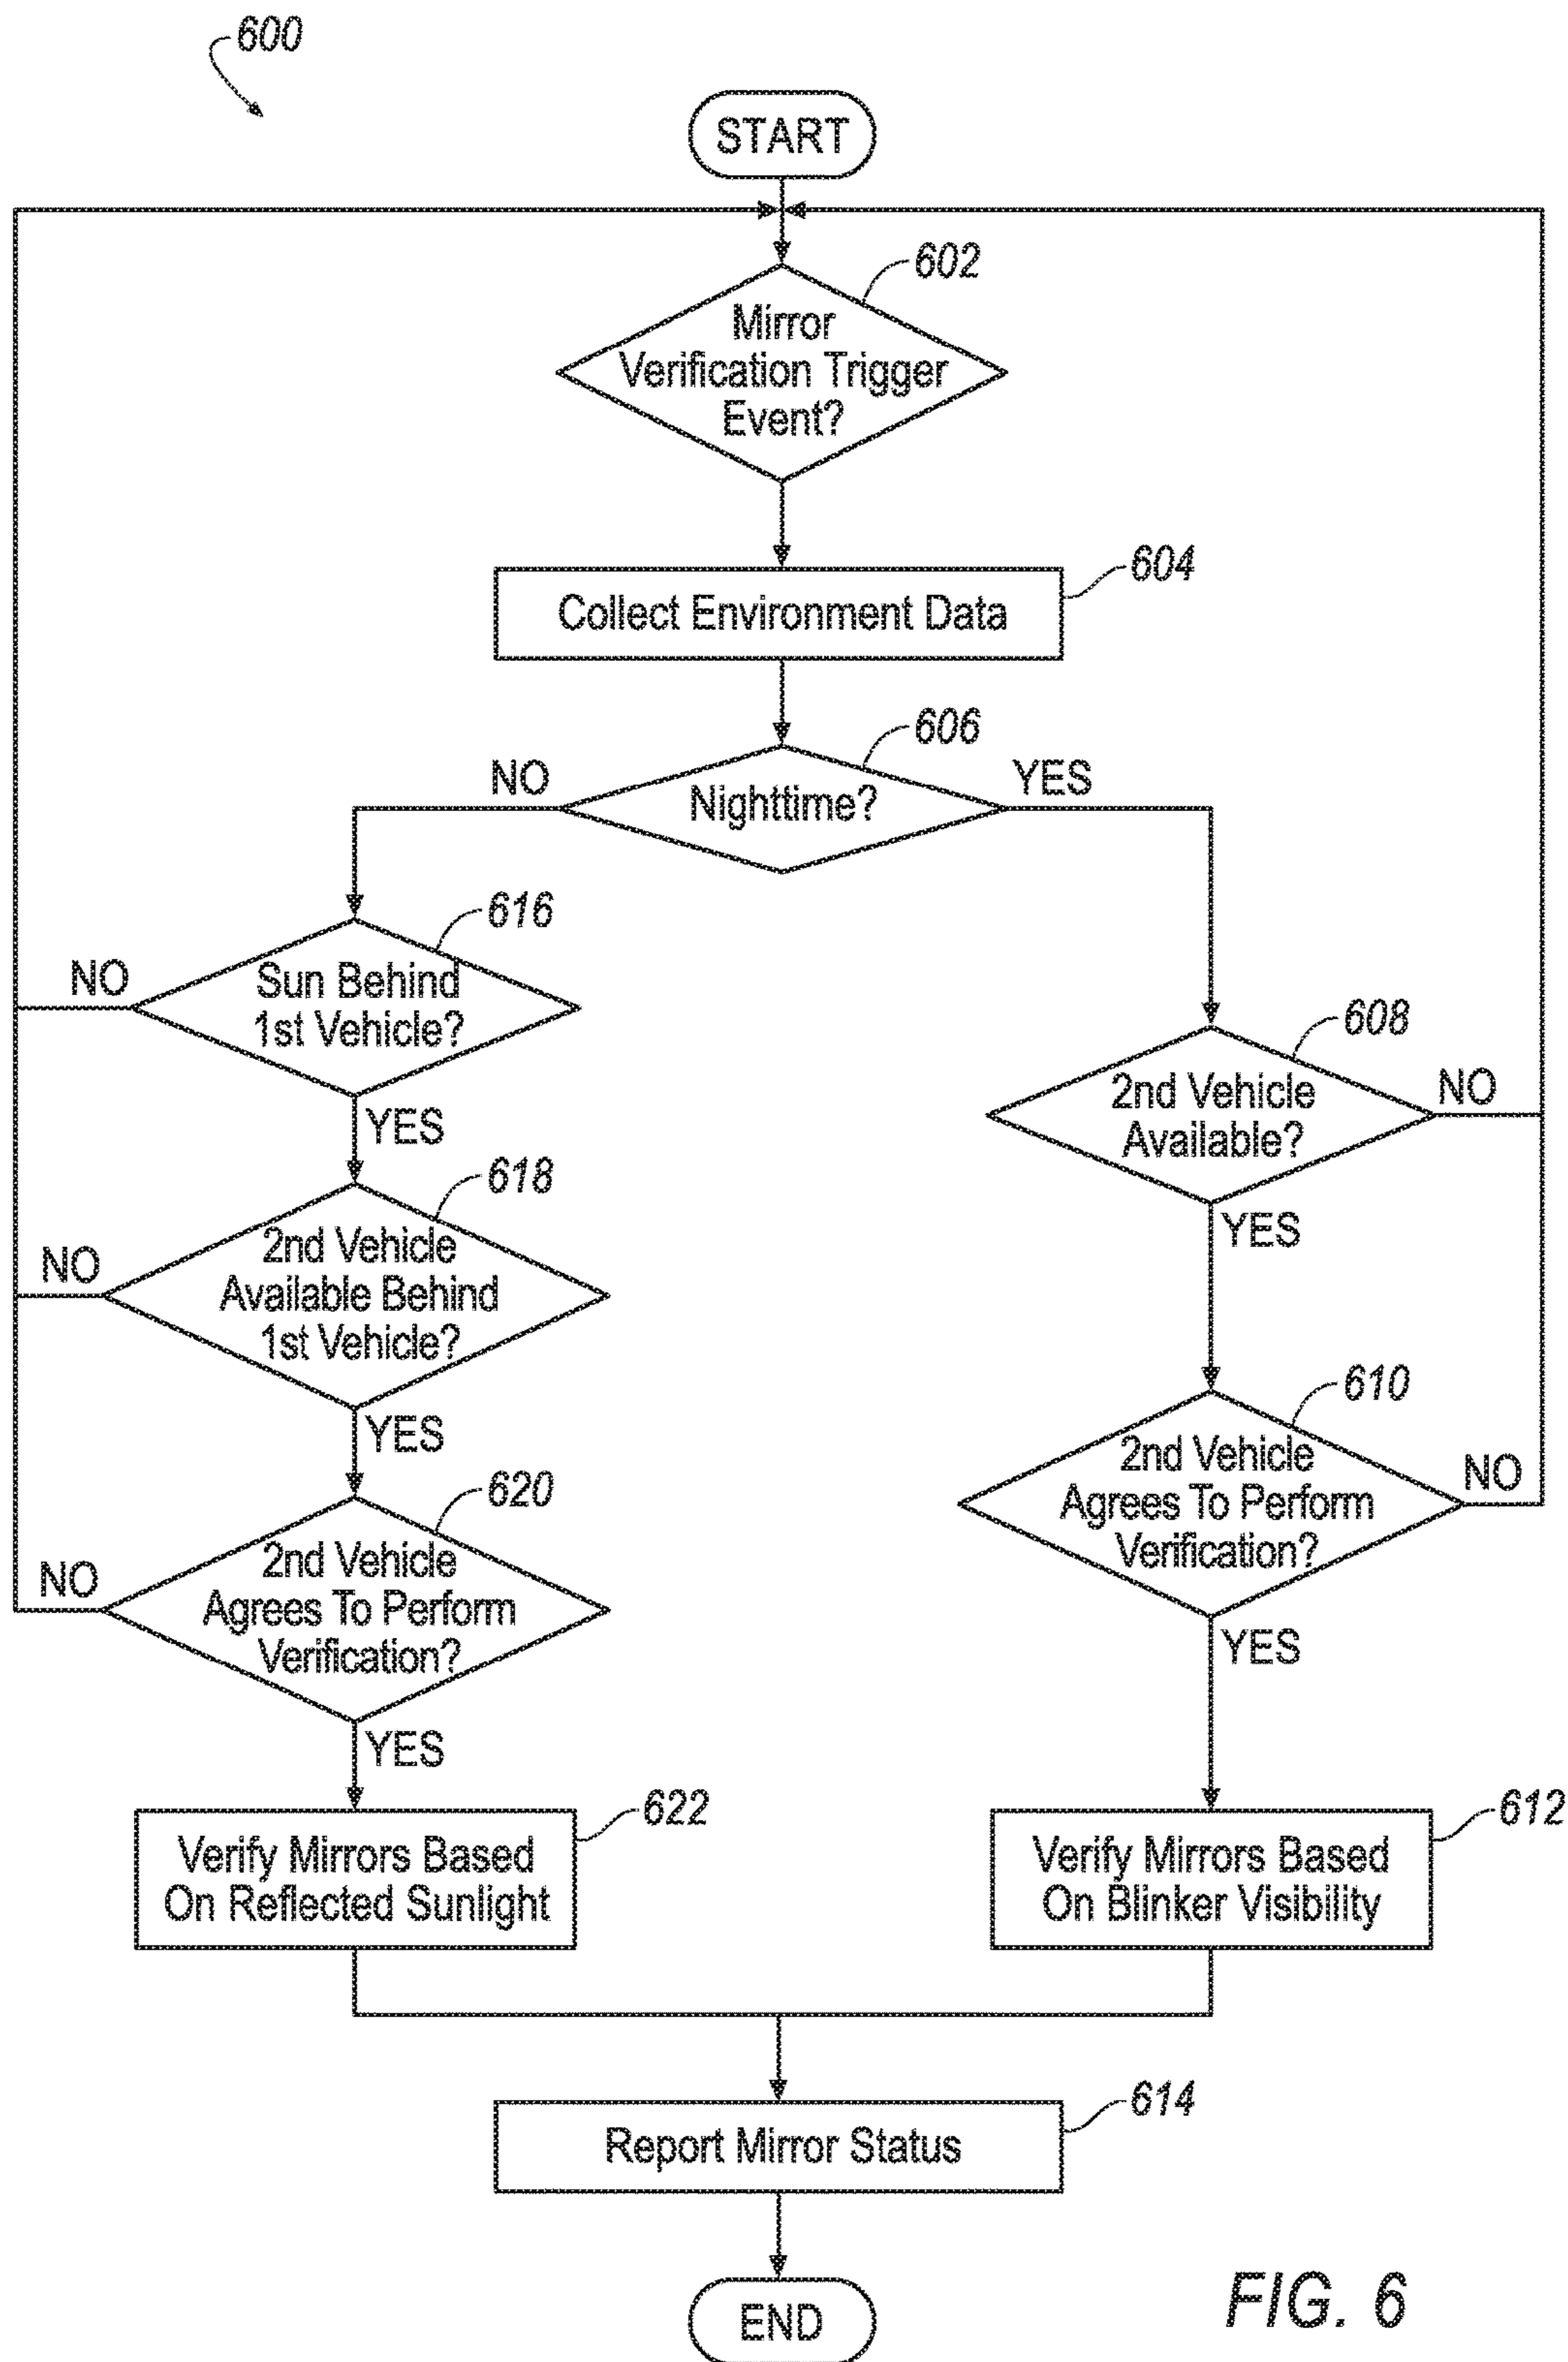 600
START
602
Mirror
Verification Trigger
Event?
604
Collect Environment Data
606
NO
YES
Nighttime?
616
NO
Sun Behind
1st Vehicle?
YES
608
2nd Vehicle
Available?
NO
YES
618
NO
2nd Vehicle
Available Behind
1st Vehicle?
YES
610
2nd Vehicle
Agrees To Perform
Verification?
NO
YES
620
NO
2nd Vehicle
Agrees To Perform
Verification?
YES
622
Verify Mirrors Based
On Reflected Sunlight
612
Verify Mirrors Based
On Blinker Visibility
614
Report Mirror Status
END
FIG. 6